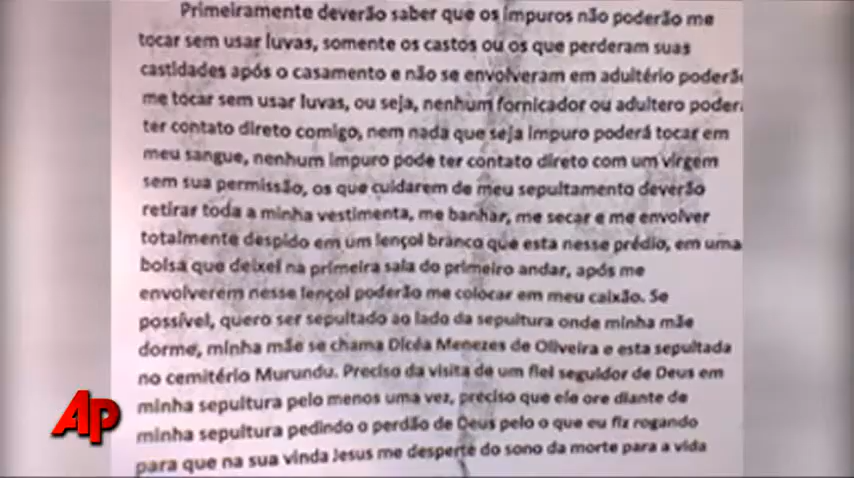 Primeiramente deverão saber que os impuros não poderão me
tocar sem usar luvas, somente os castos ou os que perderam suas
castidades após o casamento e não se envolveram em adultério poderão
me tocar sem usar luvas, ou seja, nenhum fornicador ou adultero poder
ter contato direto comigo, nem nada que seja impuro poderá tocar em
meu sangue, nenhum impuro pode ter contato direto com um virgem
sem sua permissão, os que cuidarem de meu sepultamento deverão
retirar toda a minha vestimenta, me banhar, me secar e me envolver
totalmente despido em um lençol branco que esta nesse prédio, em uma
bolsa que deixei na primeira sala do primeiro andar, após me
envolverem nesse lençol poderão me colocar em meu caixão. Se
possível, quero ser sepultado ao lado da sepultura onde minha mãe
dorme, minha mãe se chama Dicéa Menezes de Oliveira e esta sepultada
no cemitério Murundu. Preciso da visita de um fiel seguidor de Deus em
minha sepultura pelo menos uma vez, preciso que ele ore diante de
minha sepultura pedindo o perdão de Deus pelo o que eu fiz rogando
para que na sua vinda Jesus me desperte do sono da morte para a vida
AP